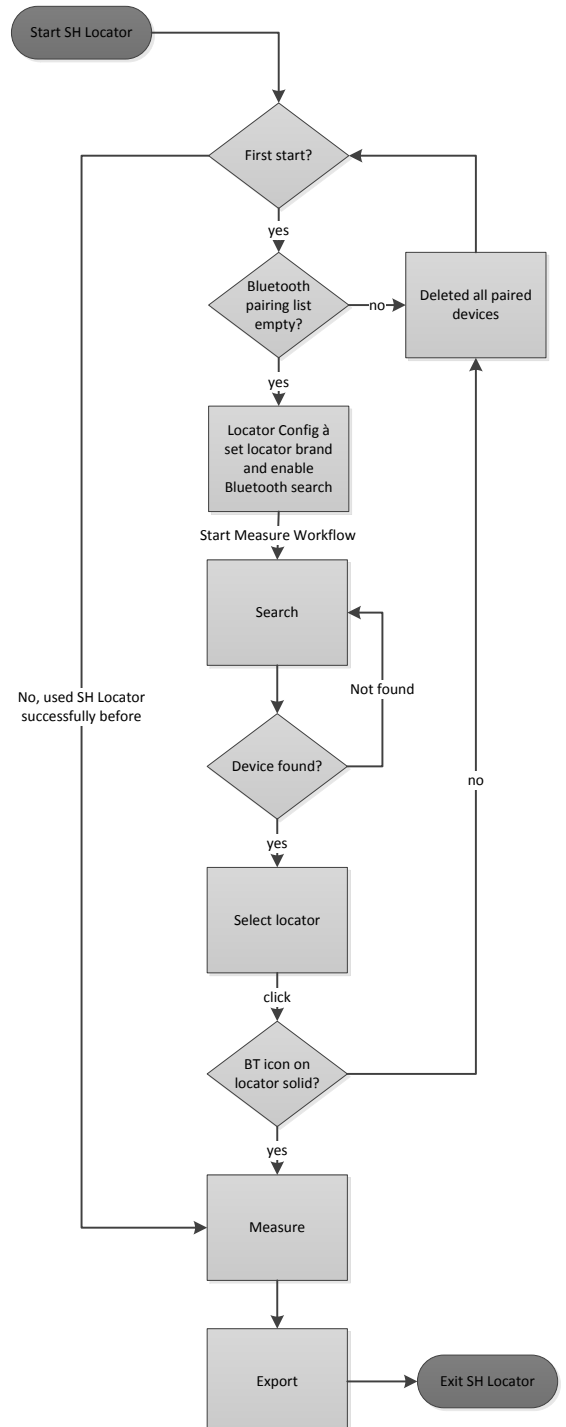 Start SH Locator
First start?
yes
Bluetooth
pairing list
empty?
no
Deleted all paired
devices
yes
Locator Config à
set locator brand
and enable
Bluetooth search
Start Measure Workflow
Search
Not found
No, used SH Locator
successfully before
Device found?
no
yes
Select locator
click
BT icon on
locator solid?
yes
Measure
Export
Exit SH Locator